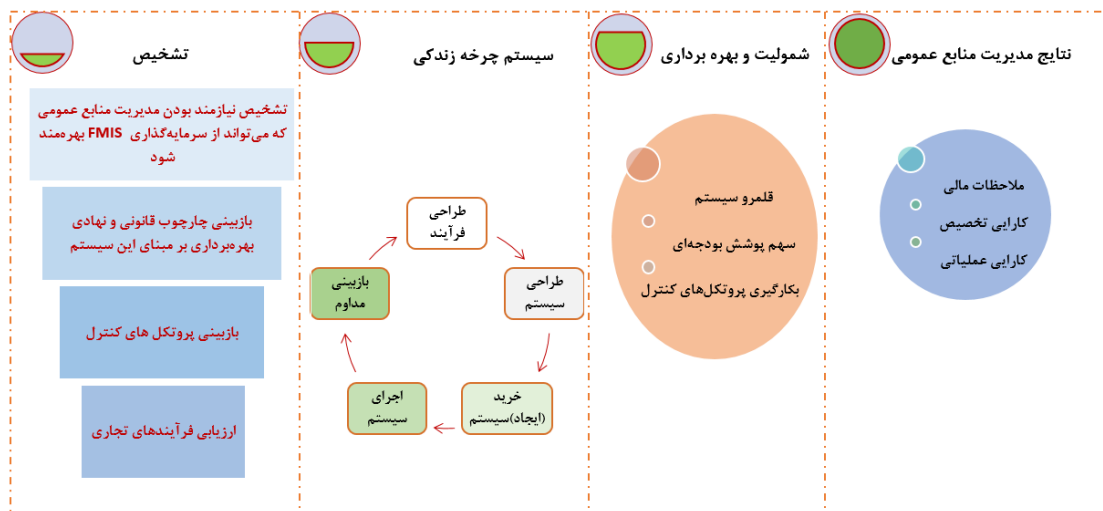 تشخیص
تشخیص نیازمند بودن مدیریت منابع عمومی
که می‌تواند از سرمایه‌گذاری FMIS بهره‌مند
شود
بازبینی چارچوب قانونی و نهادی
بهره‌برداری بر مبنای این سیستم
بازبینی پروتکل های کنترل
ارزیابی فرآیندهای تجاری
سیستم چرخه زندکی
طراحی
فرآیند
طراحی
سیستم
خرید
(ایجاد)سیستم
اجرای
سیستم
بازبینی
مداوم
شمولیت و بهره برداری
قلمرو سیستم
سهم پوشش بودجه‌ای
بکارگیری پروتکل‌های کنترل
نتایج مدیریت منابع عمومی
ملاحظات مالی
کارایی تخصیص
کارایی عملیاتی